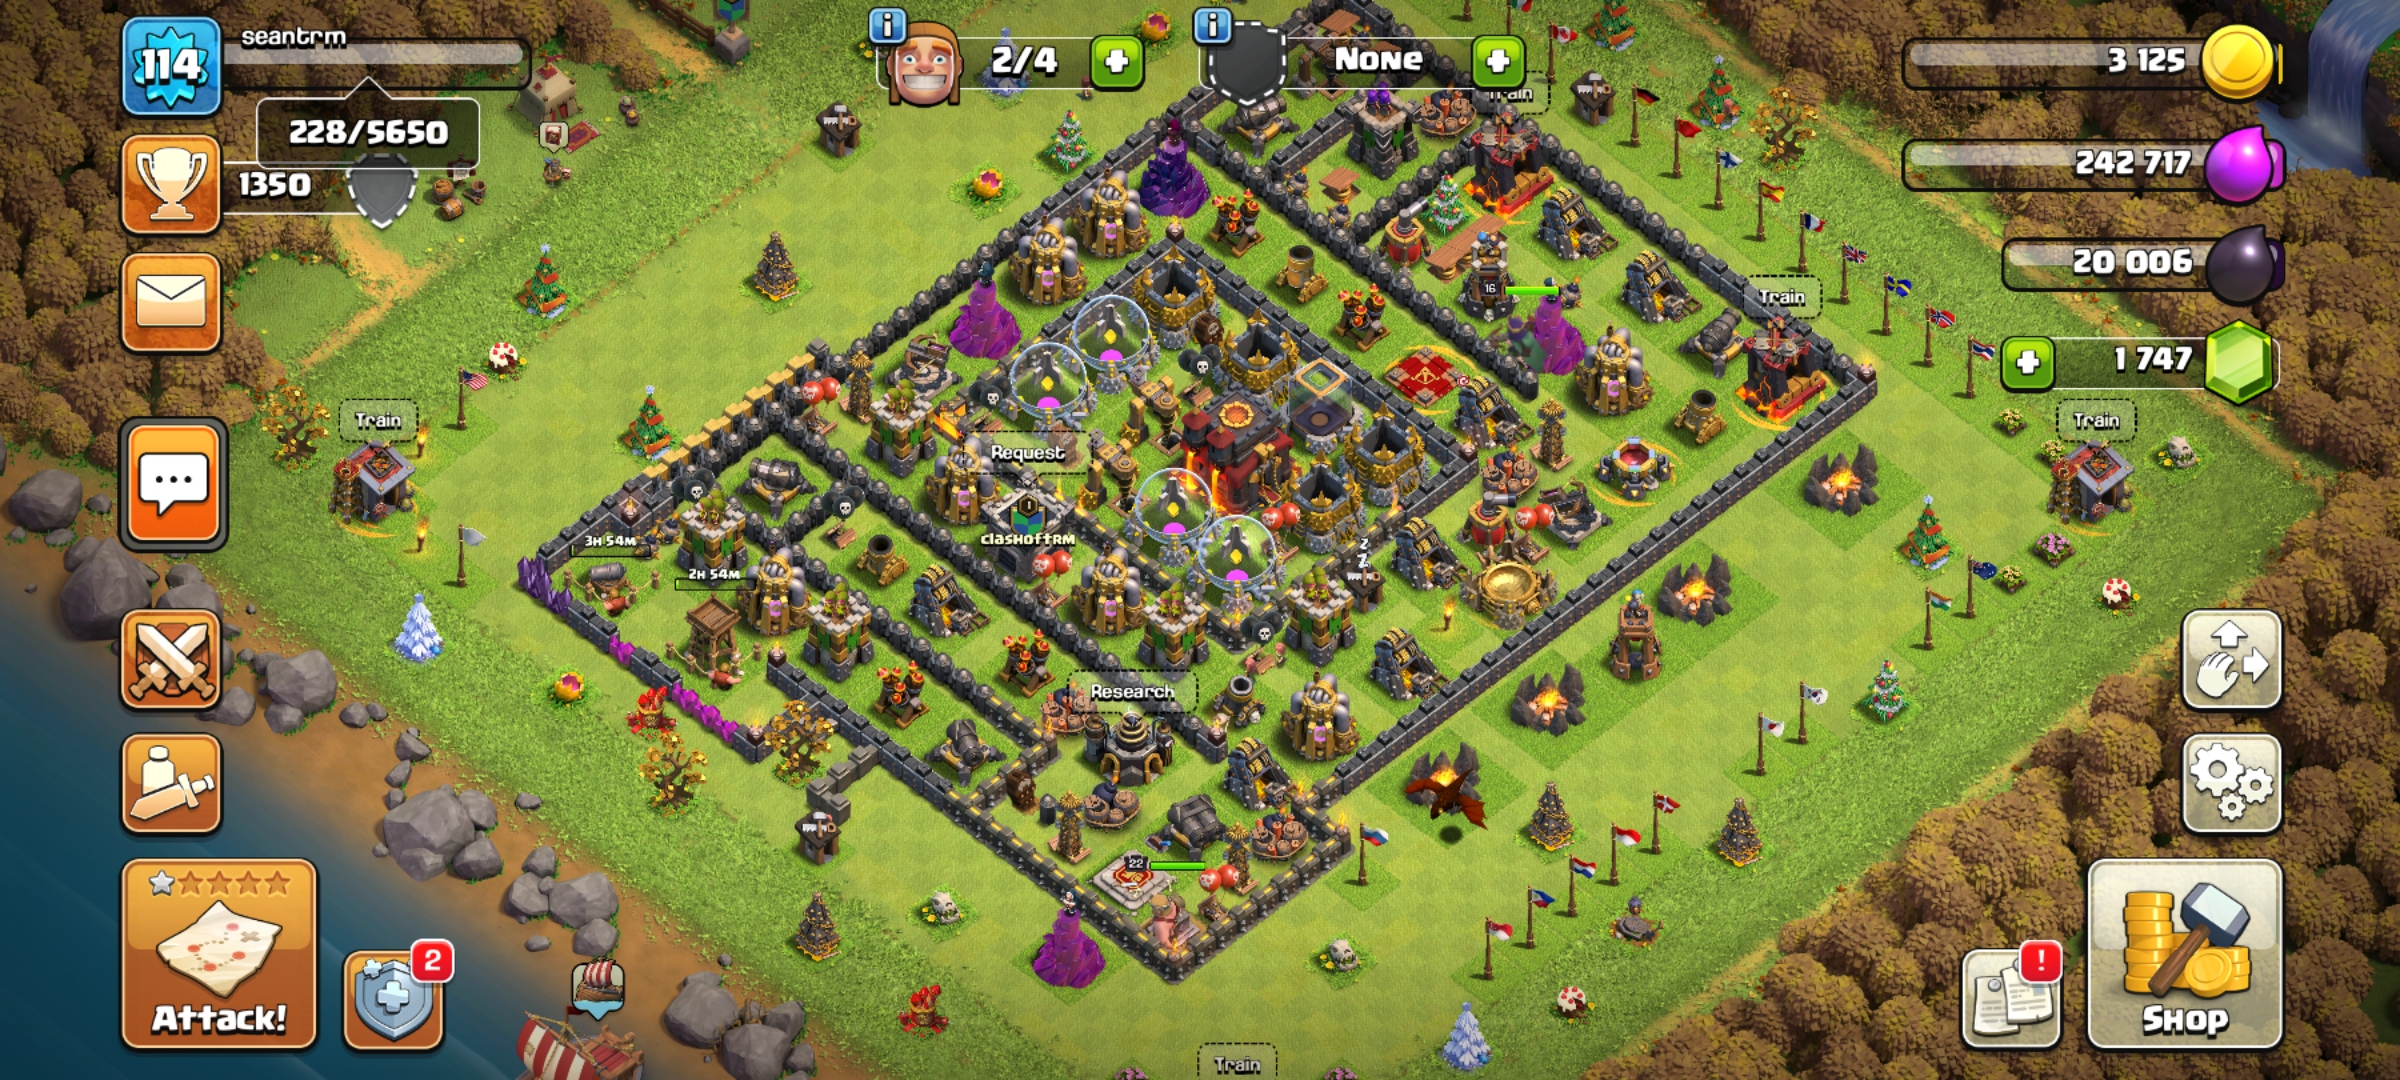 114
seantrm
228/5650
1350
2/4
None
3 125
242 717
20 006
1 747
Train
16
Train
Train
Train
Request
clashoftrm
3H 54M
2H 54M
Research
22
Attack!
2
!
Shop
Train